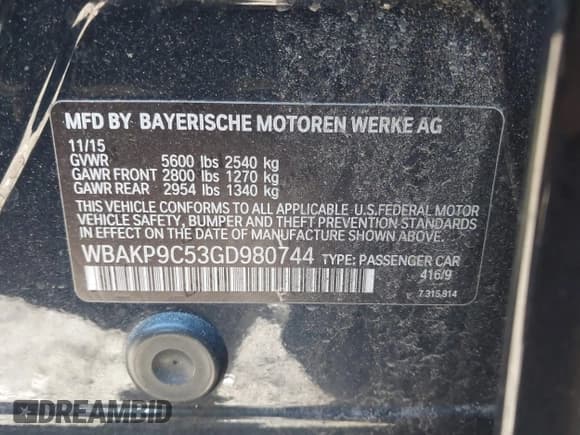 MFD BY BAYERISCHE MOTOREN WERKE AG
11/15
GVWR 5600 lbs 2540 kg
GAWR FRONT 2800 lbs 1270 kg
GAWR REAR 2954 lbs 1340 kg
THIS VEHICLE CONFORMS TO ALL APPLICABLE U.S.FEDERAL MOTOR
VEHICLE SAFETY, BUMPER AND THEFT PREVENTION STANDARDS
IN EFFECT ON THE DATE OF MANUFACTURE SHOWN ABOVE.
WBAKP9C53GD980744 TYPE: PASSENGER CAR
416/9
7.315.814
DREAMBID